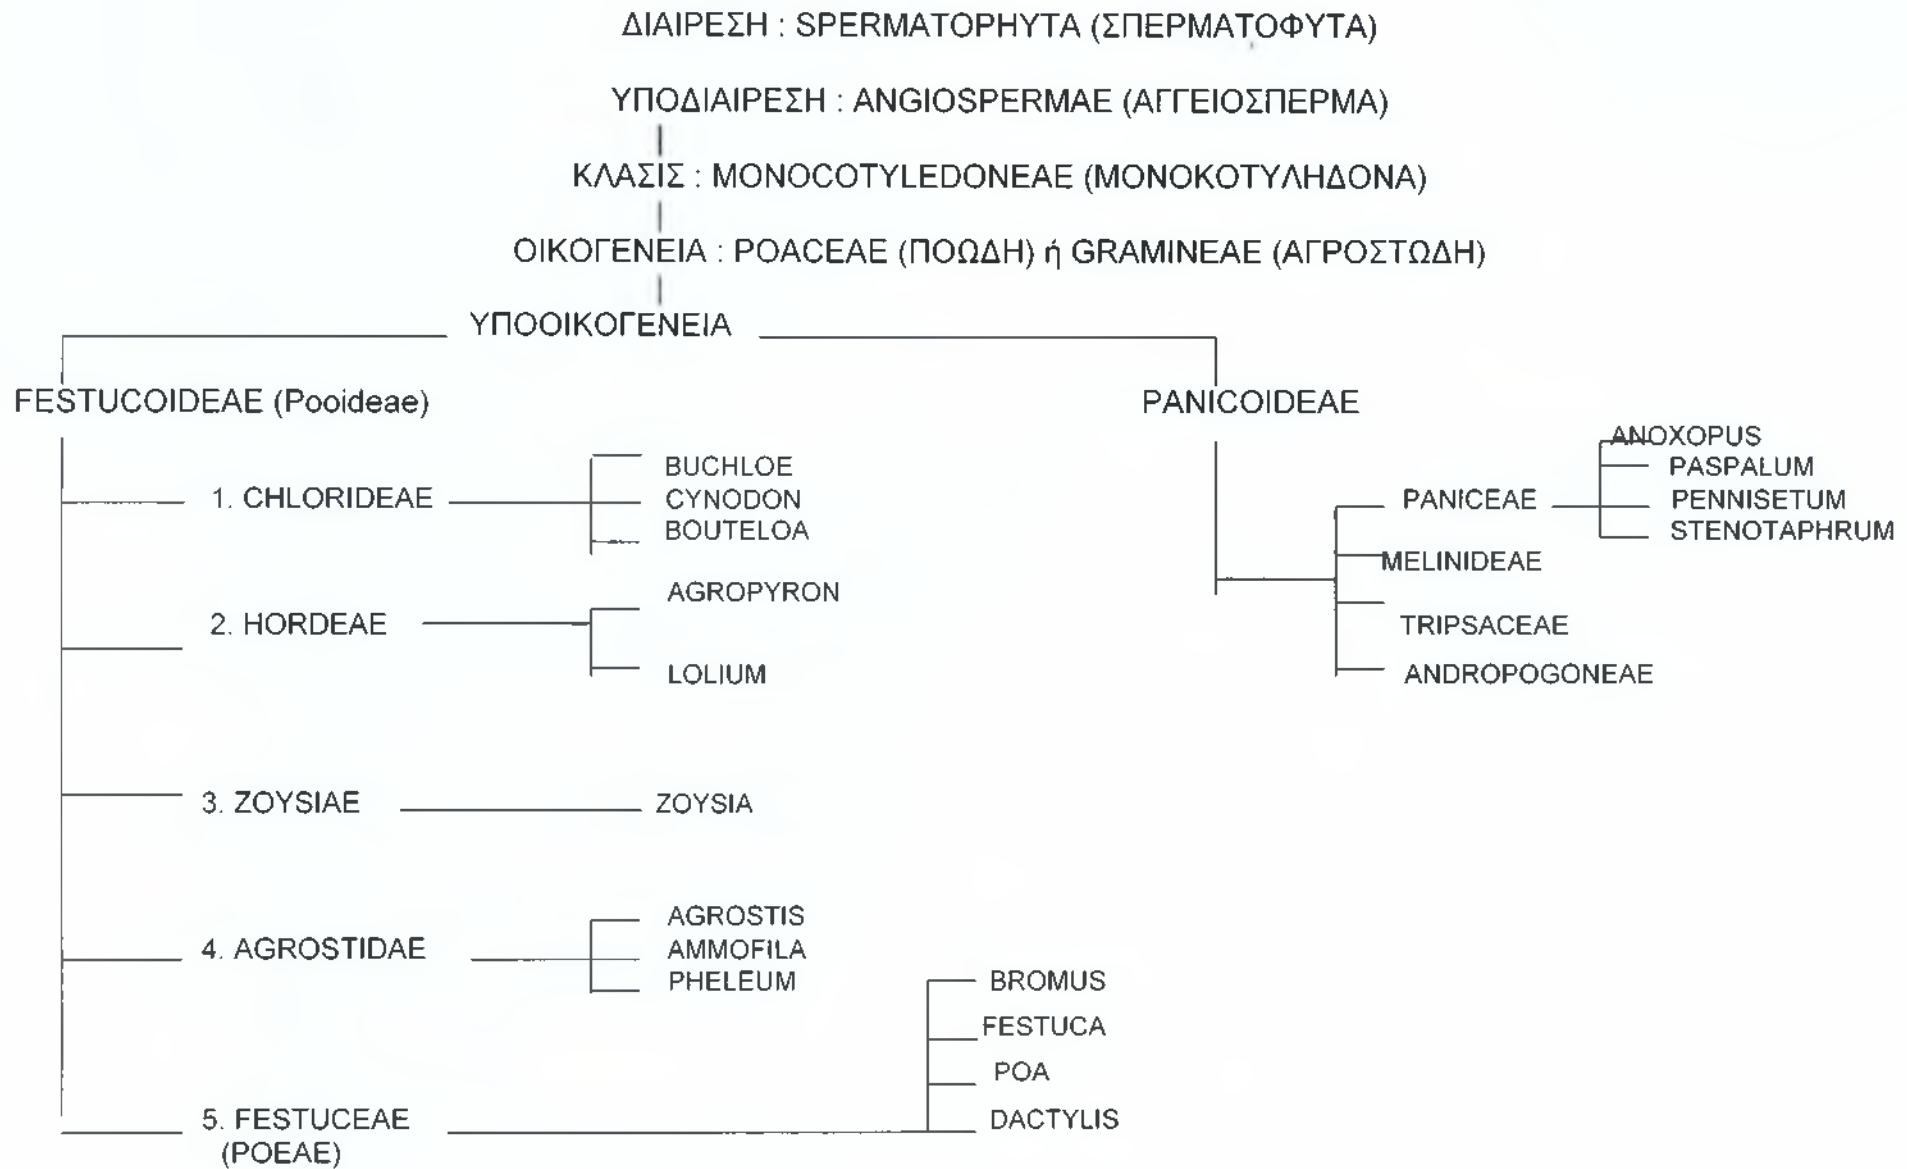 ΔΙΑΙΡΕΣΗ : SPERMATOPHYTA (ΣΠΕΡΜΑΤΟΦΥΤΑ)
ΥΠΟΔΙΑΙΡΕΣΗ : ANGIOSPERMAE (ΑΓΓΕΙΟΣΠΕΡΜΑ)
ΚΛΑΣΙΣ : MONOCOTYLEDONEAE (ΜΟΝΟΚΟΤΥΛΗΔΟΝΑ)
ΟΙΚΟΓΕΝΕΙΑ : POACEAE (ΠΟΩΔΗ) ή GRAMINEAE (ΑΓΡΟΣΤΩΔΗ)
ΥΠΟΟΙΚΟΓΕΝΕΙΑ
FESTUCOIDEAE (Pooideae)
1. CHLORIDEAE
BUCHLOE
CYNODON
BOUTELOA
2. HORDEAE
AGROPYRON
LOLIUM
3. ZOYSIAE
ZOYSIA
4. AGROSTIDAE
AGROSTIS
AMMOFILA
PHELEUM
5. FESTUCEAE
(POEAE)
BROMUS
FESTUCA
POA
DACTYLIS
PANICOIDEAE
PANICEAE
ANOXOPUS
PASPALUM
PENNISETUM
STENOTAPHRUM
MELINIDEAE
TRIPSACEAE
ANDROPOGONEAE